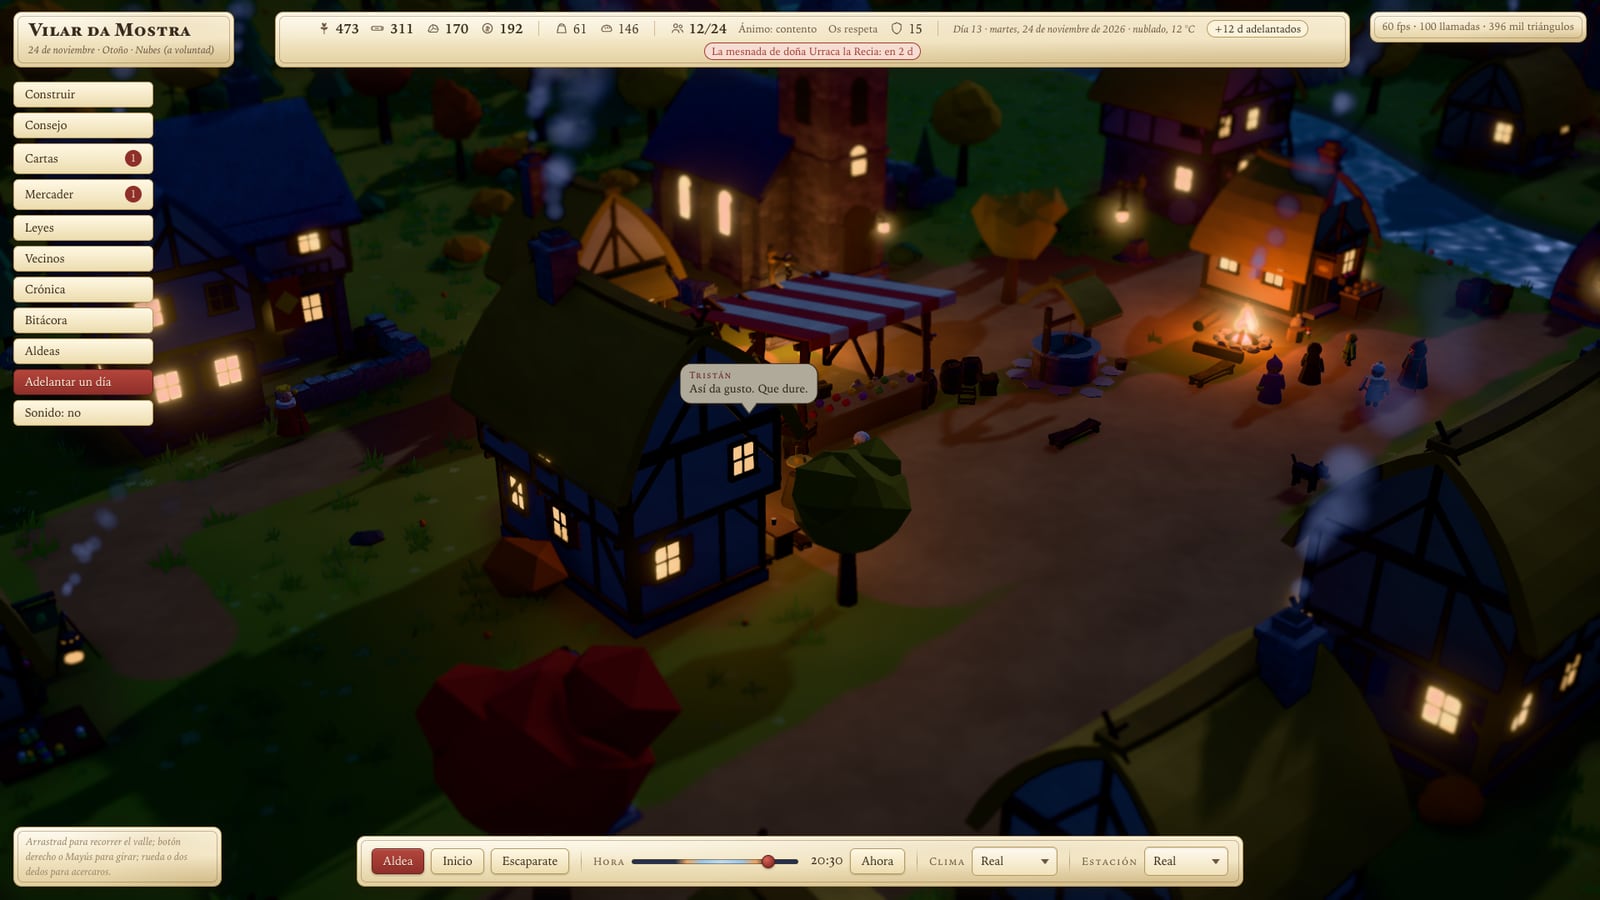 Vilar da Mostra
24 de noviembre · Otoño · Nubes (a voluntad)
473 311 170 192 61 146 12/24 Ánimo: contento Os respeta 15 Día 13 · martes, 24 de noviembre de 2026 · nublado, 12 °C +12 d adelantados
La mesnada de doña Urraca la Recia: en 2 d
60 fps · 100 llamadas · 396 mil triángulos
Construir
Consejo
Cartas 1
Mercader 1
Leyes
Vecinos
Crónica
Bitácora
Aldeas
Adelantar un día
Sonido: no
Tristán
Así da gusto. Que dure.
Arrastrad para recorrer el valle; botón
derecho o Mayús para girar; rueda o dos
dedos para acercaros.
Aldea Inicio Escaparate Hora 20:30 Ahora Clima Real Estación Real